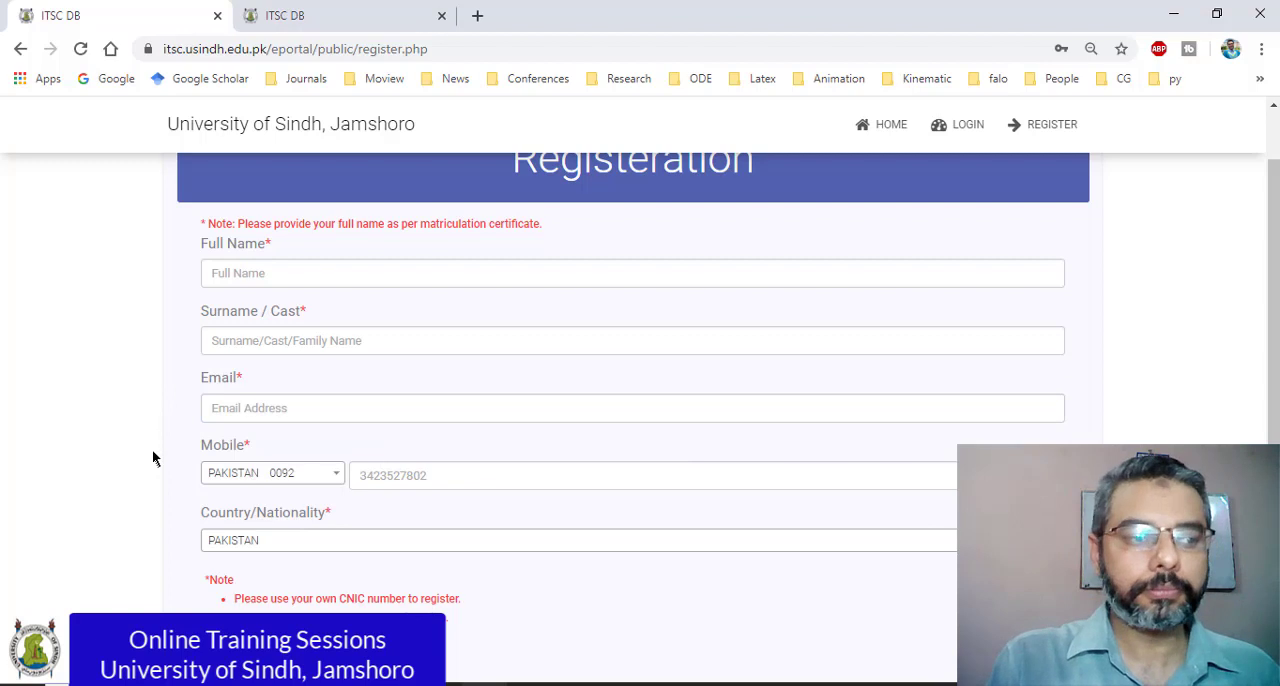 ITSC DB
ITSC DB
itsc.usindh.edu.pk/eportal/public/register.php
Apps Google Google Scholar Journals Moview News Conferences Research ODE Latex Animation Kinematic falo People CG py »
University of Sindh, Jamshoro
HOME LOGIN REGISTER
Registeration
* Note: Please provide your full name as per matriculation certificate.
Full Name*
Full Name
Surname / Cast*
Surname/Cast/Family Name
Email*
Email Address
Mobile*
PAKISTAN 0092
3423527802
Country/Nationality*
PAKISTAN
*Note
• Please use your own CNIC number to register.
Online Training Sessions
University of Sindh, Jamshoro